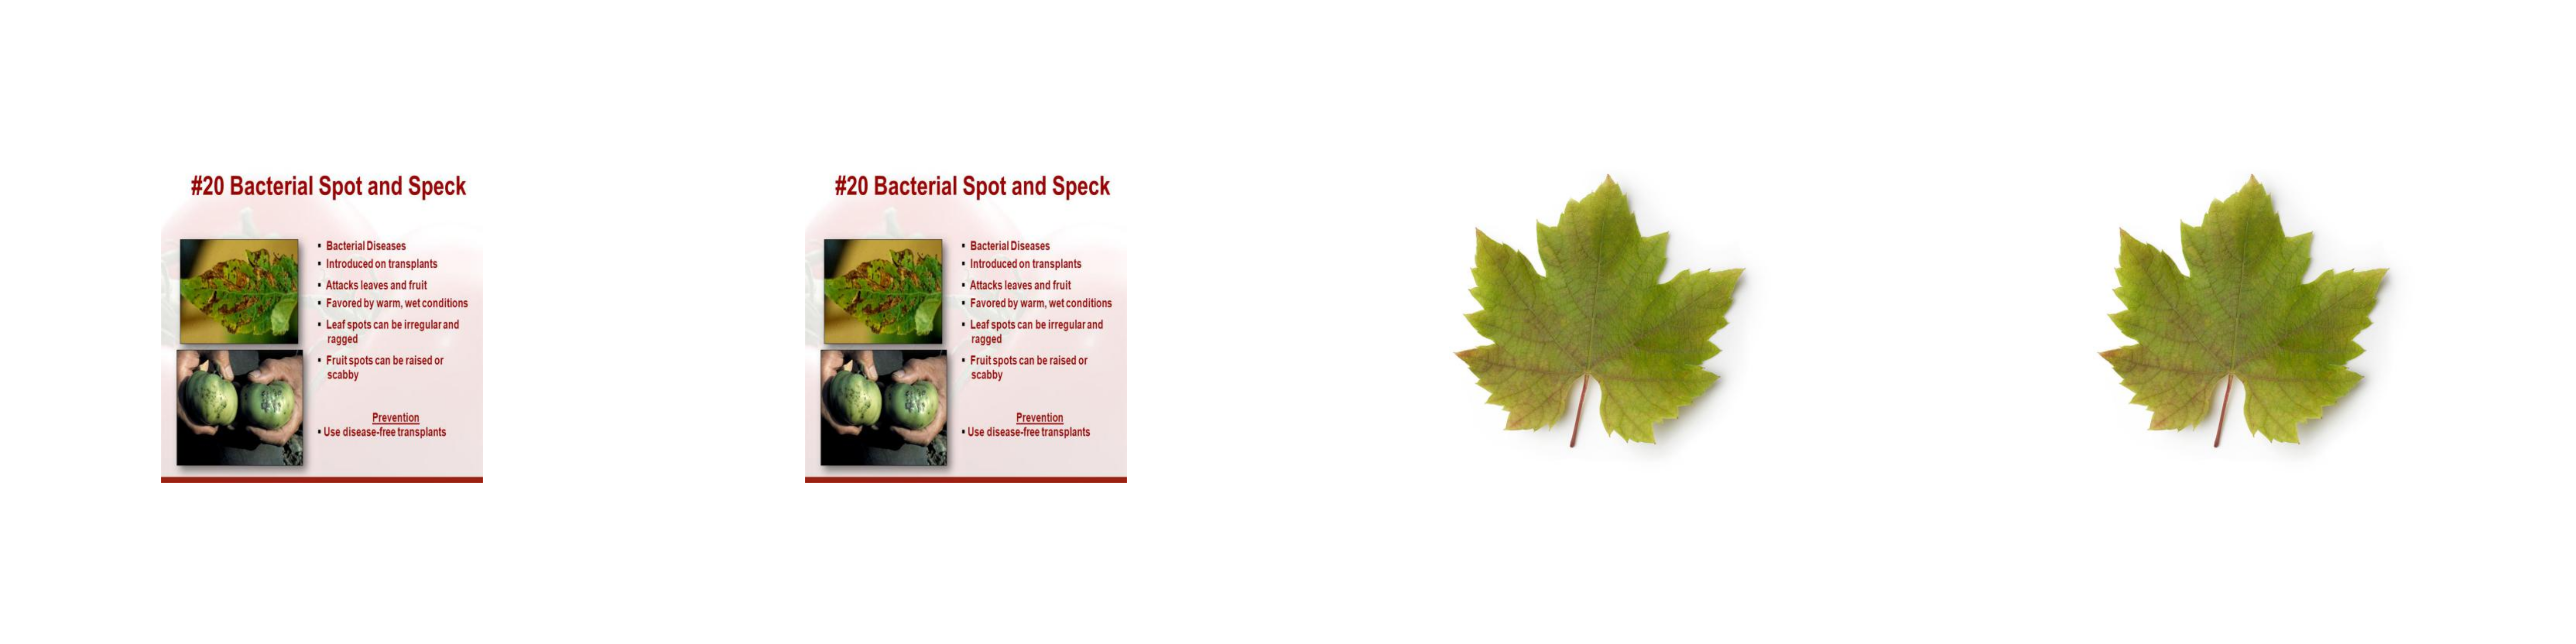 #20 Bacterial Spot and Speck
▪ Bacterial Diseases
▪ Introduced on transplants
▪ Attacks leaves and fruit
▪ Favored by warm, wet conditions
▪ Leaf spots can be irregular and
ragged
▪ Fruit spots can be raised or
scabby
Prevention
▪ Use disease-free transplants
#20 Bacterial Spot and Speck
▪ Bacterial Diseases
▪ Introduced on transplants
▪ Attacks leaves and fruit
▪ Favored by warm, wet conditions
▪ Leaf spots can be irregular and
ragged
▪ Fruit spots can be raised or
scabby
Prevention
▪ Use disease-free transplants